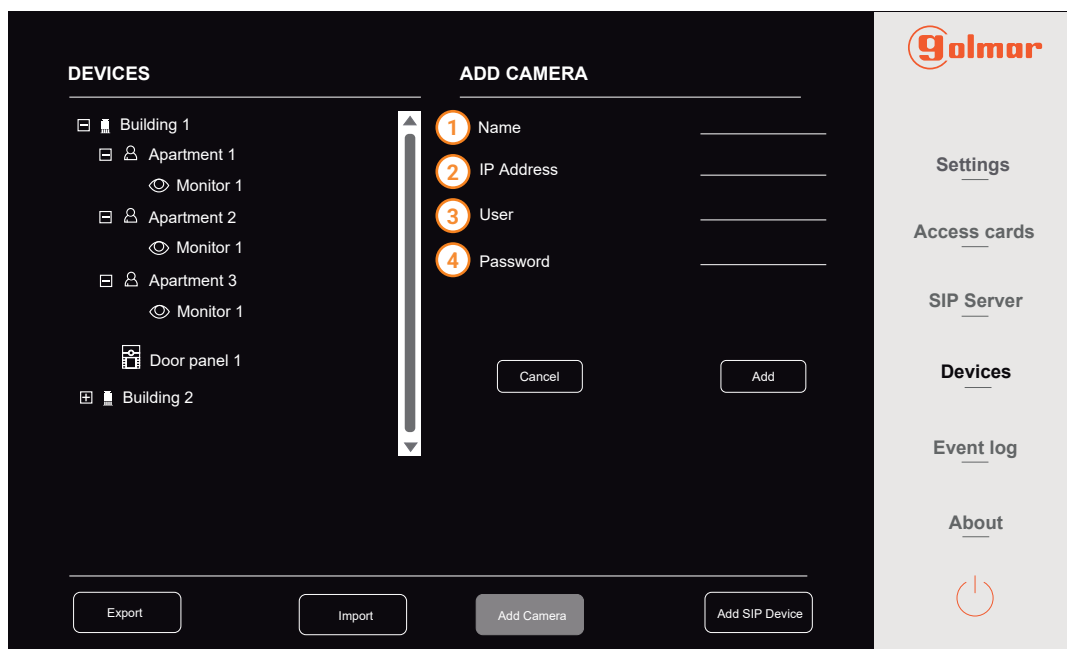 DEVICES
Building 1
Apartment 1
Monitor 1
Apartment 2
Monitor 1
Apartment 3
Monitor 1
Door panel 1
Building 2
ADD CAMERA
1 Name
2 IP Address
3 User
4 Password
Cancel
Add
Export
Import
Add Camera
Add SIP Device
golmar
Settings
Access cards
SIP Server
Devices
Event log
About